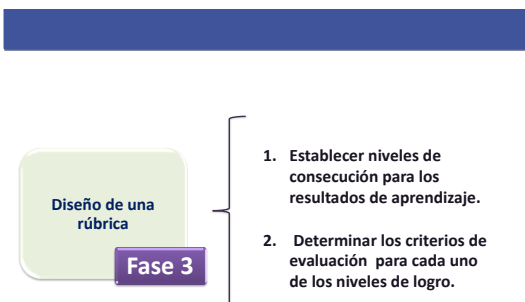 Diseño de una
rúbrica
Fase 3
1. Establecer niveles de
consecución para los
resultados de aprendizaje.
2. Determinar los criterios de
evaluación para cada uno
de los niveles de logro.